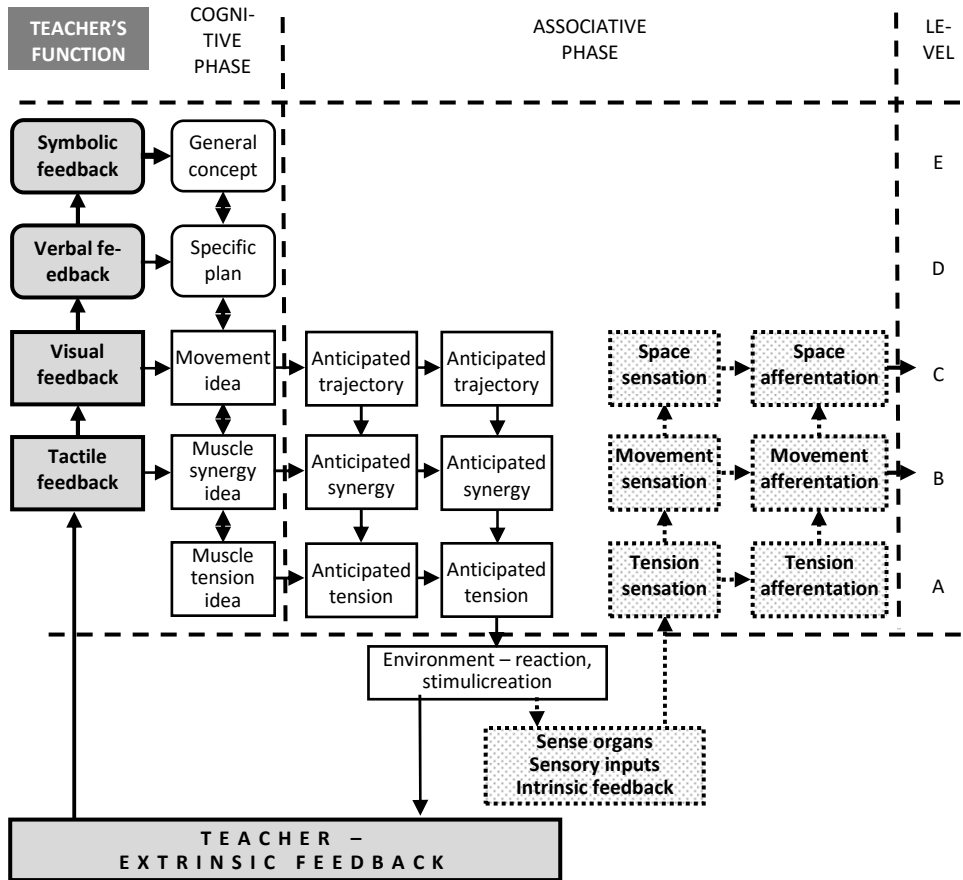 TEACHER'S
FUNCTION
COGNI-
TIVE
PHASE
ASSOCIATIVE
PHASE
LE-
VEL
Symbolic
feedback
General
concept
E
Verbal fe-
edback
Specific
plan
D
Visual
feedback
Movement
idea
Anticipated
trajectory
Anticipated
trajectory
Space
sensation
Space
afferentation
C
Tactile
feedback
Muscle
synergy
idea
Anticipated
synergy
Anticipated
synergy
Movement
sensation
Movement
afferentation
B
Muscle
tension
idea
Anticipated
tension
Anticipated
tension
Tension
sensation
Tension
afferentation
A
Environment – reaction,
stimulicreation
Sense organs
Sensory inputs
Intrinsic feedback
TEACHER –
EXTRINSIC FEEDBACK